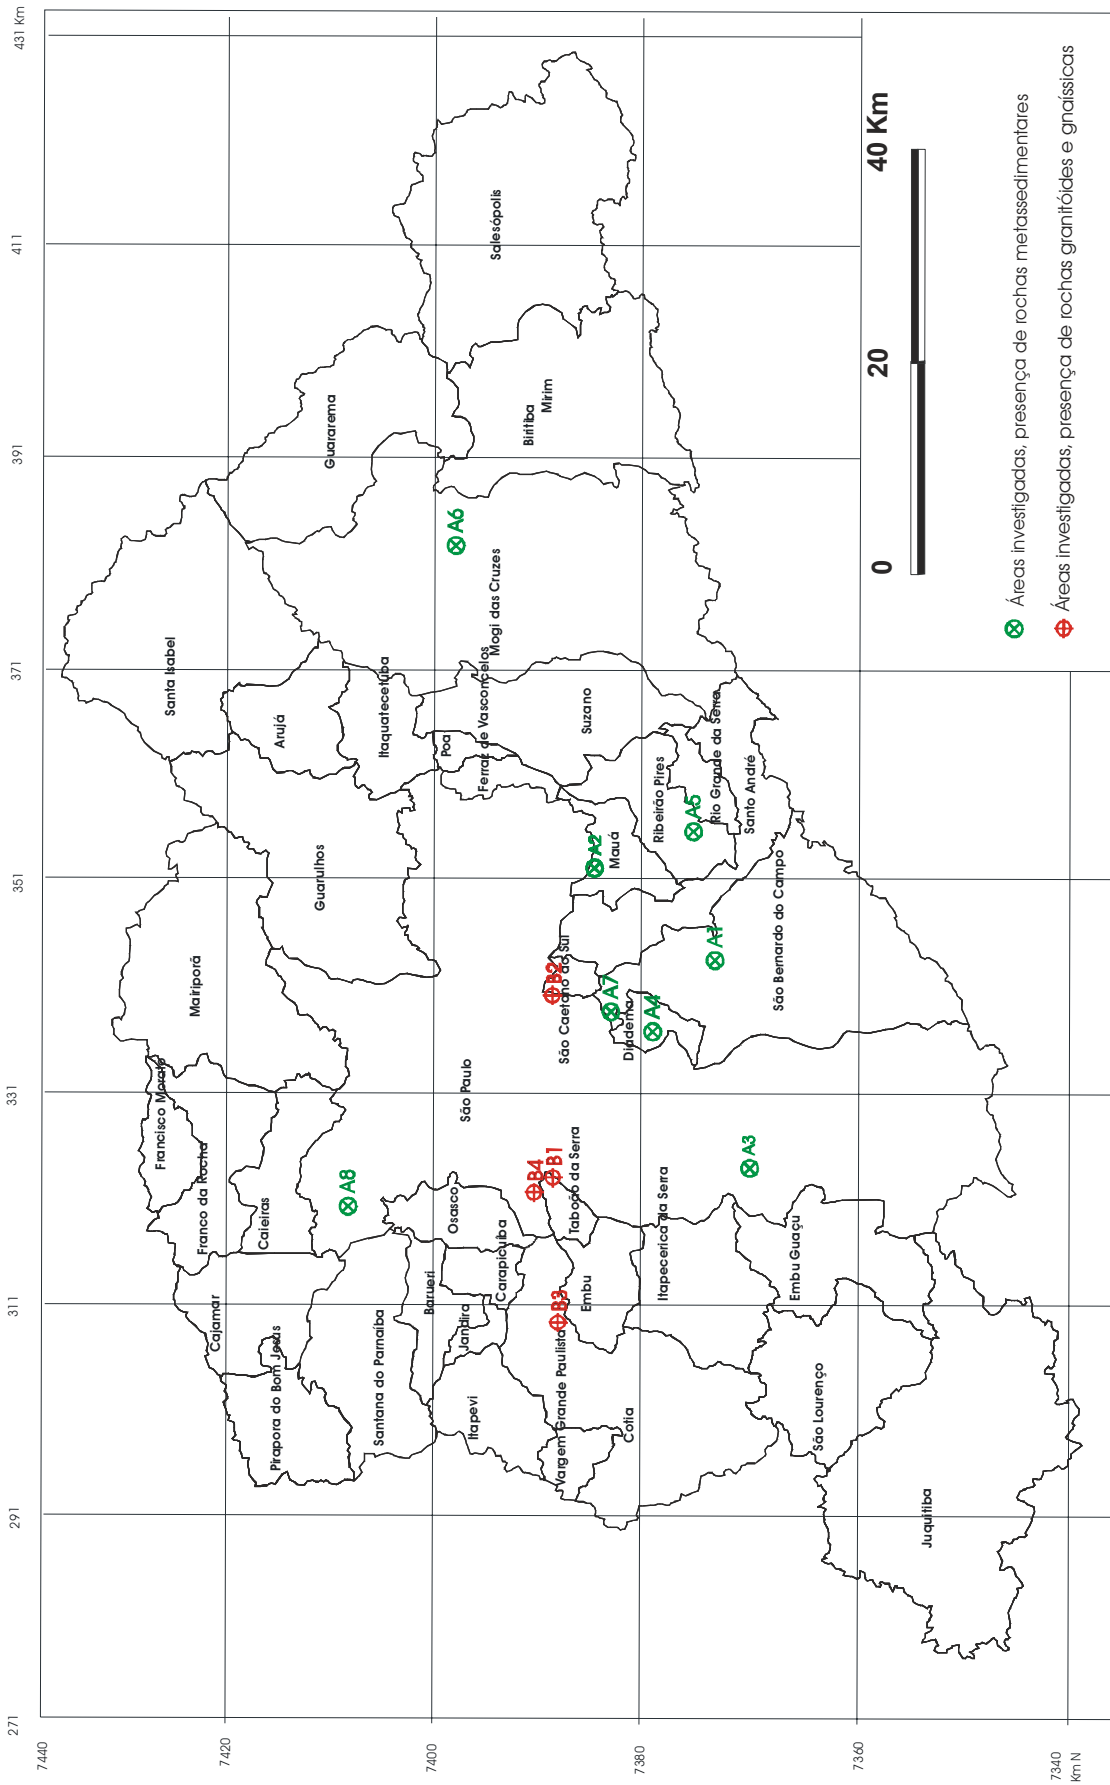 431 Km
411
391
371
351
331
311
291
271
7440
7420
7400
7380
7360
7340
Km N
Salesópolis
Guararema
Biritiba
Mirim
A6
Mogi das Cruzes
Santa Isabel
Arujá
Itaquatecetuba
Poa
Ferraz de Vasconcelos
Suzano
Ribeirão Pires
Rio Grande da Serra
Santo André
A5
A2
Mauá
Guarulhos
Mairiporã
São Caetano do Sul
B2
A7
Diadema
A4
A1
São Bernardo do Campo
São Paulo
Francisco Morato
Franco da Rocha
Caieiras
A8
Osasco
B4
B1
Taboão da Serra
Itapecerica da Serra
A3
Embu Guaçu
Cajamar
Pirapora do Bom Jesus
Santana do Parnaíba
Barueri
Jandira
Carapicuiba
Itapevi
B3
Embu
Vargem Grande Paulista
Cotia
São Lourenço
Juquitiba
0
20
40 Km
A​́reas investigadas, presença de rochas metassedimentares
Áreas investigadas, presença de rochas granitóides e gnaíssicas